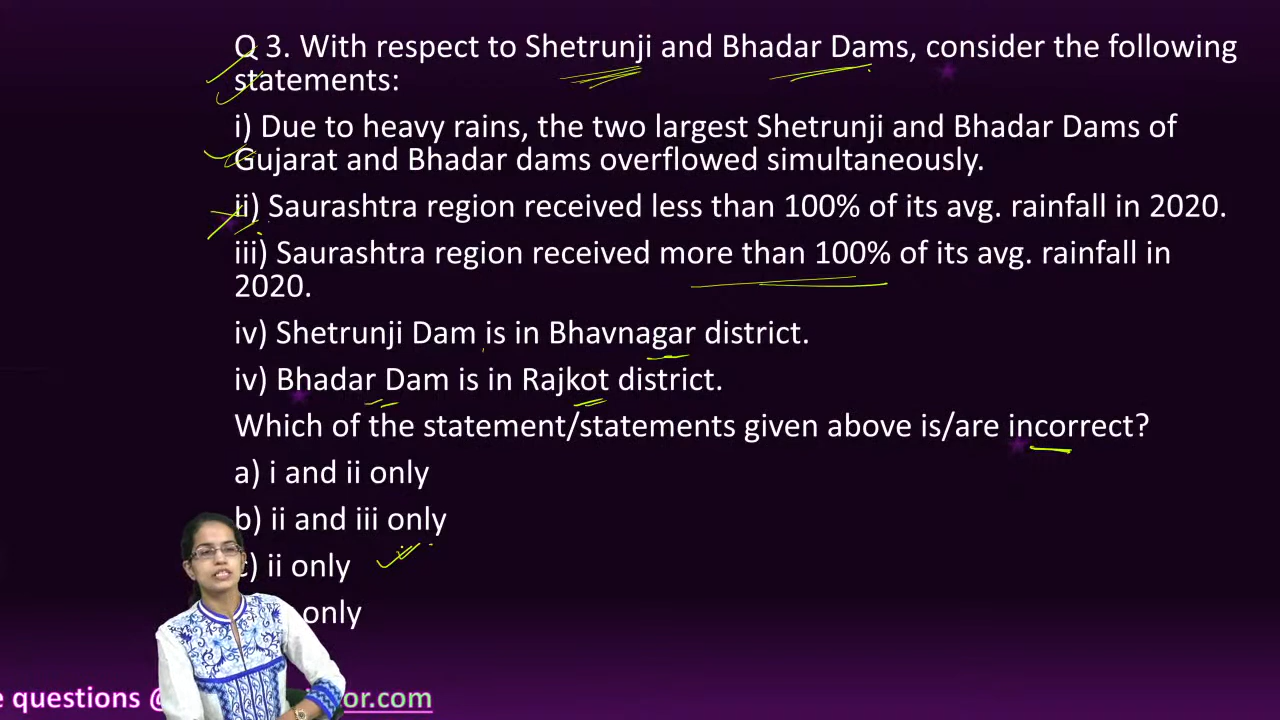 Q 3. With respect to Shetrunji and Bhadar Dams, consider the following
statements:
i) Due to heavy rains, the two largest Shetrunji and Bhadar Dams of
Gujarat and Bhadar dams overflowed simultaneously.
ii) Saurashtra region received less than 100% of its avg. rainfall in 2020.
iii) Saurashtra region received more than 100% of its avg. rainfall in
2020.
iv) Shetrunji Dam is in Bhavnagar district.
iv) Bhadar Dam is in Rajkot district.
Which of the statement/statements given above is/are incorrect?
a) i and ii only
b) ii and iii only
c) ii only
only
questions @
or.com